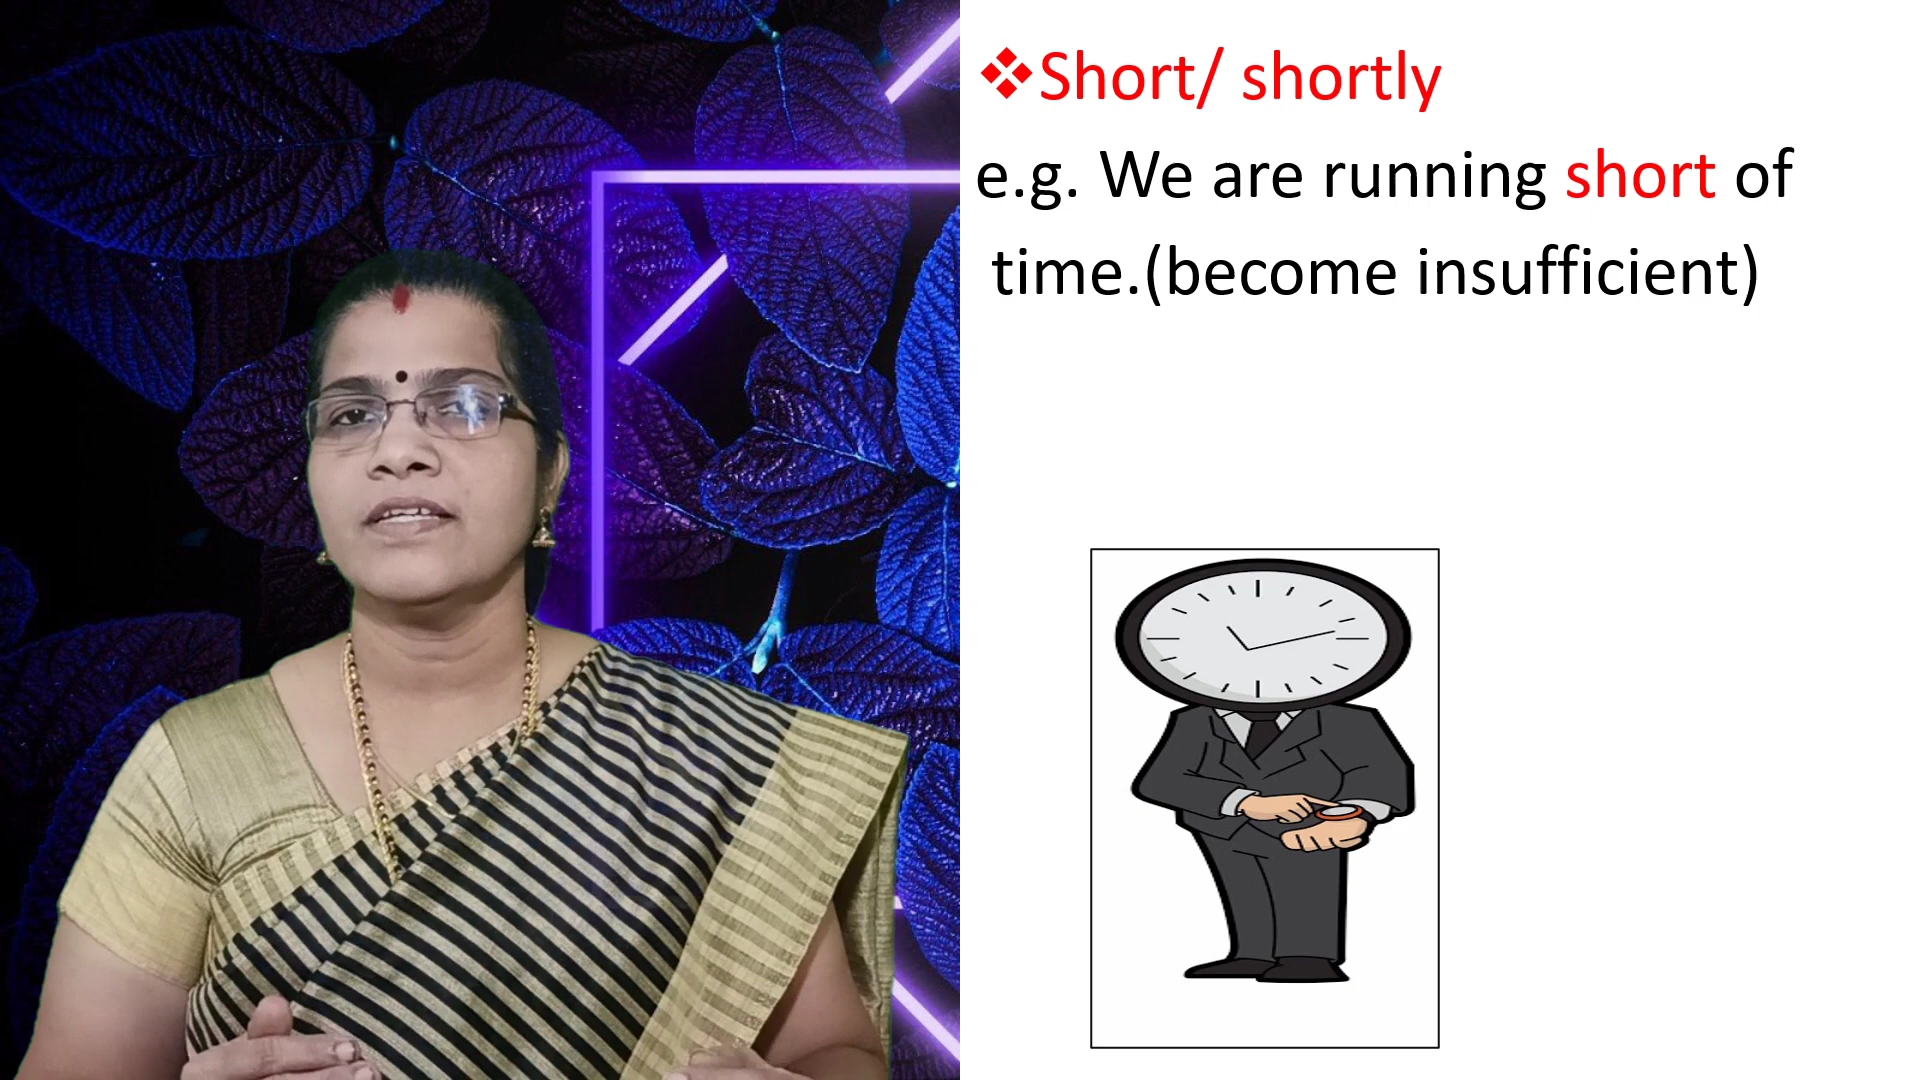 ❖Short/ shortly
e.g. We are running short of
time.(become insufficient)